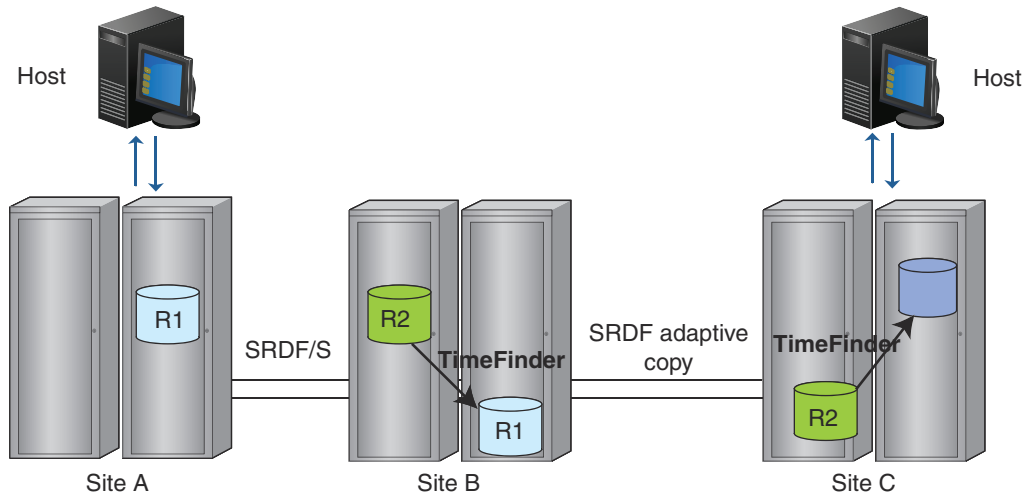 Host
Host
R1
SRDF/S
R2
TimeFinder
R1
SRDF adaptive
copy
TimeFinder
R2
Site A
Site B
Site C